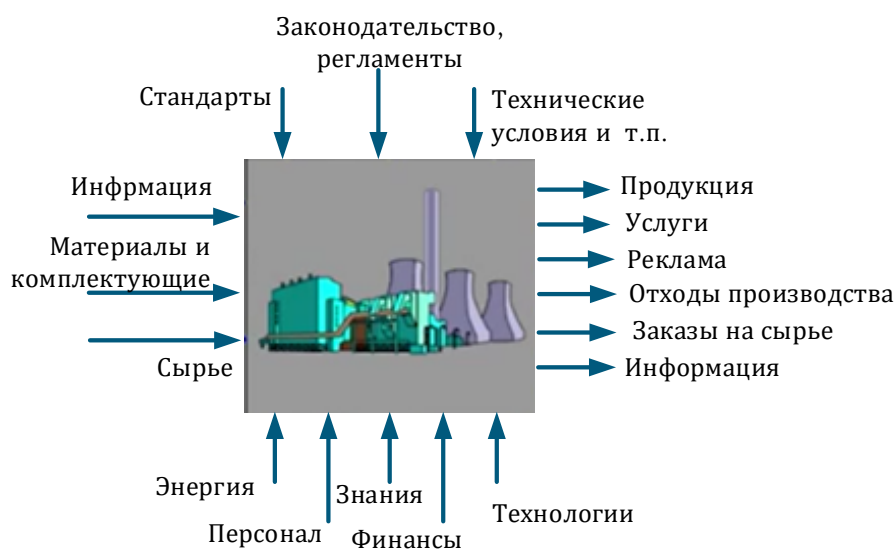 Законодательство,
регламенты
Стандарты
Технические
условия и т.п.
Инфрмация
Материалы и
комплектующие
Сырье
Продукция
Услуги
Реклама
Отходы производства
Заказы на сырье
Информация
Энергия
Персонал
Знания
Финансы
Технологии